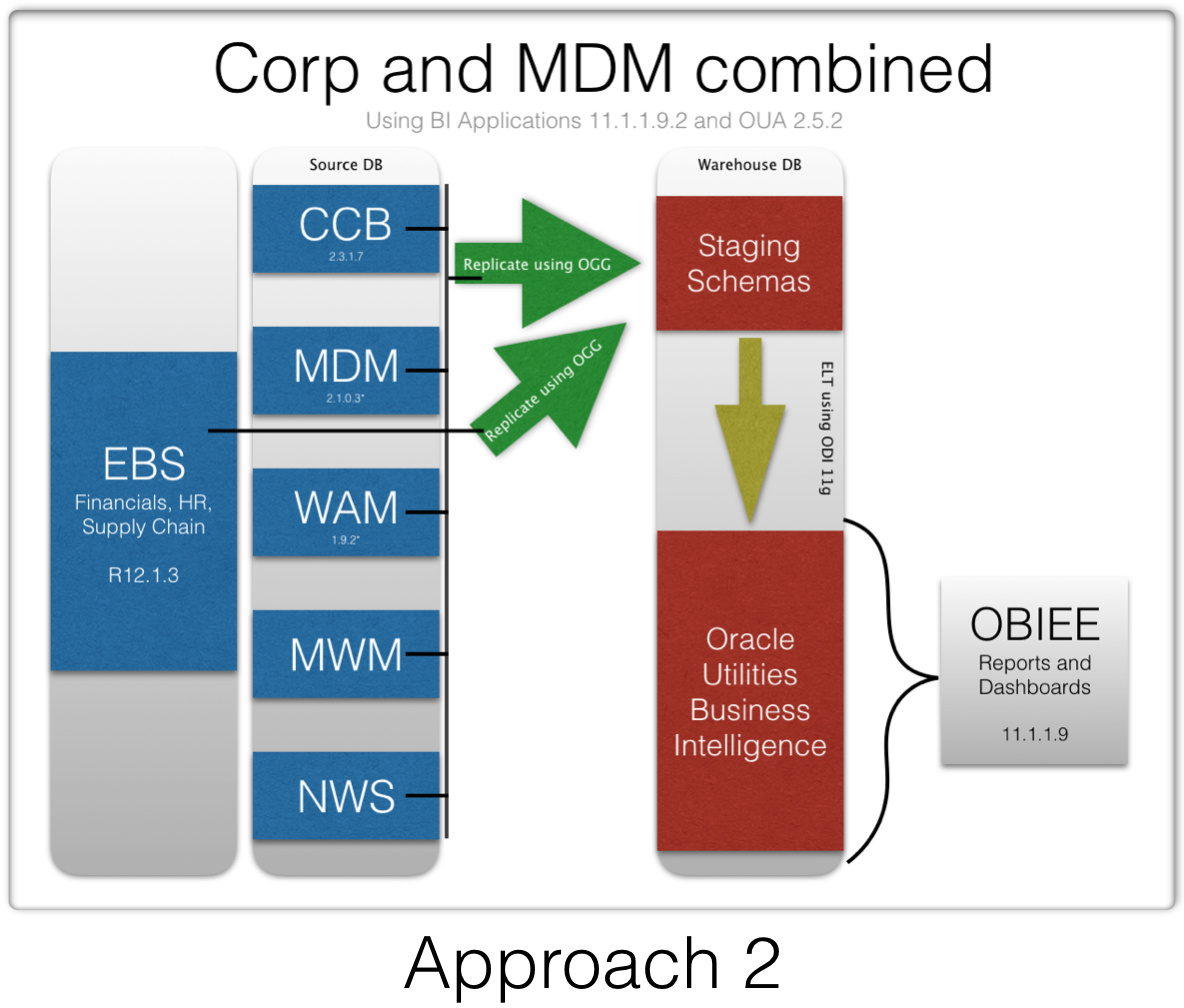 Corp and MDM combined
Using BI Applications 11.1.1.9.2 and OUA 2.5.2
Source DB
Warehouse DB
EBS
Financials, HR,
Supply Chain
R12.1.3
CCB
2.3.1.7
MDM
2.1.0.3*
WAM
1.9.2*
MWM
NWS
Replicate using OGG
Replicate using OGG
Staging
Schemas
ELT using ODI 11g
Oracle
Utilities
Business
Intelligence
OBIEE
Reports and
Dashboards
11.1.1.9
Approach 2